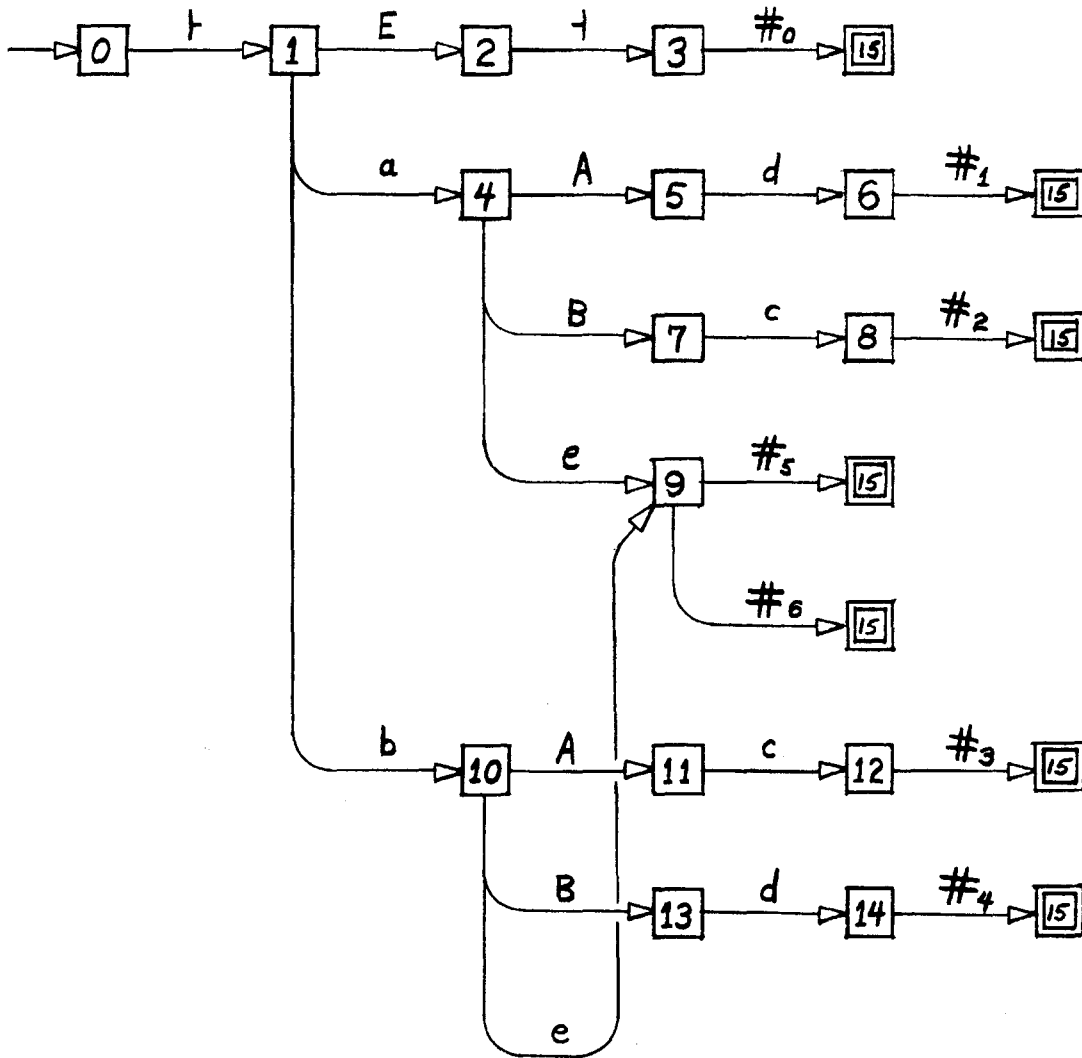 0 ⊢ 1 E 2 ⊣ 3 #₀ 15
a 4 A 5 d 6 #₁ 15
B 7 c 8 #₂ 15
e 9 #₅ 15
#₆ 15
b 10 A 11 c 12 #₃ 15
B 13 d 14 #₄ 15
e